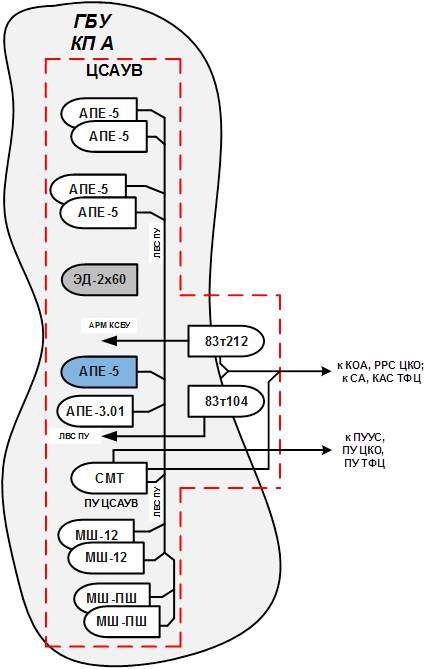 ГБУ
КП А
ЦСАУВ
АПЕ-5
АПЕ-5
АПЕ-5
АПЕ-5
ЛВС ПУ
ЭД-2х60
АРМ КСБУ
83т212
АПЕ-5
к КОА, РРС ЦКО;
к СА, КАС ТФЦ
АПЕ-3.01
83т104
ЛВС ПУ
к ПУУС,
ПУ ЦКО,
ПУ ТФЦ
СМТ
ПУ ЦСАУВ
ЛВС ПУ
МШ-12
МШ-12
МШ-ПШ
МШ-ПШ